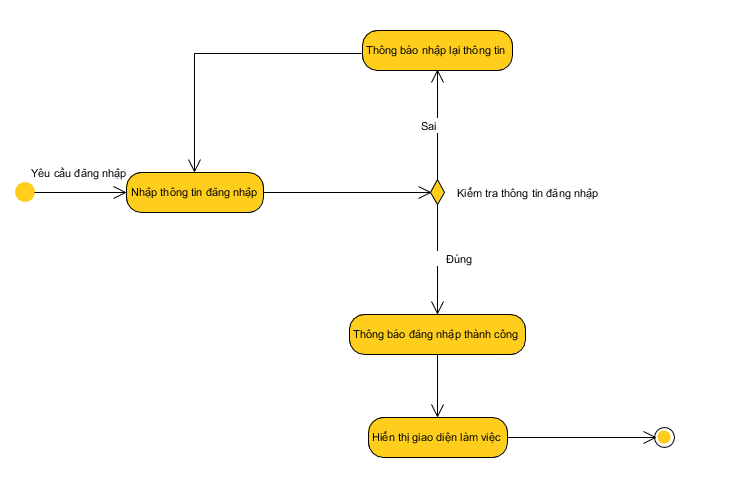 Thông báo nhập lại thông tin
Sai
Yêu cầu đăng nhập
Nhập thông tin đăng nhập
Kiểm tra thông tin đăng nhập
Đúng
Thông báo đăng nhập thành công
Hiển thị giao diện làm việc